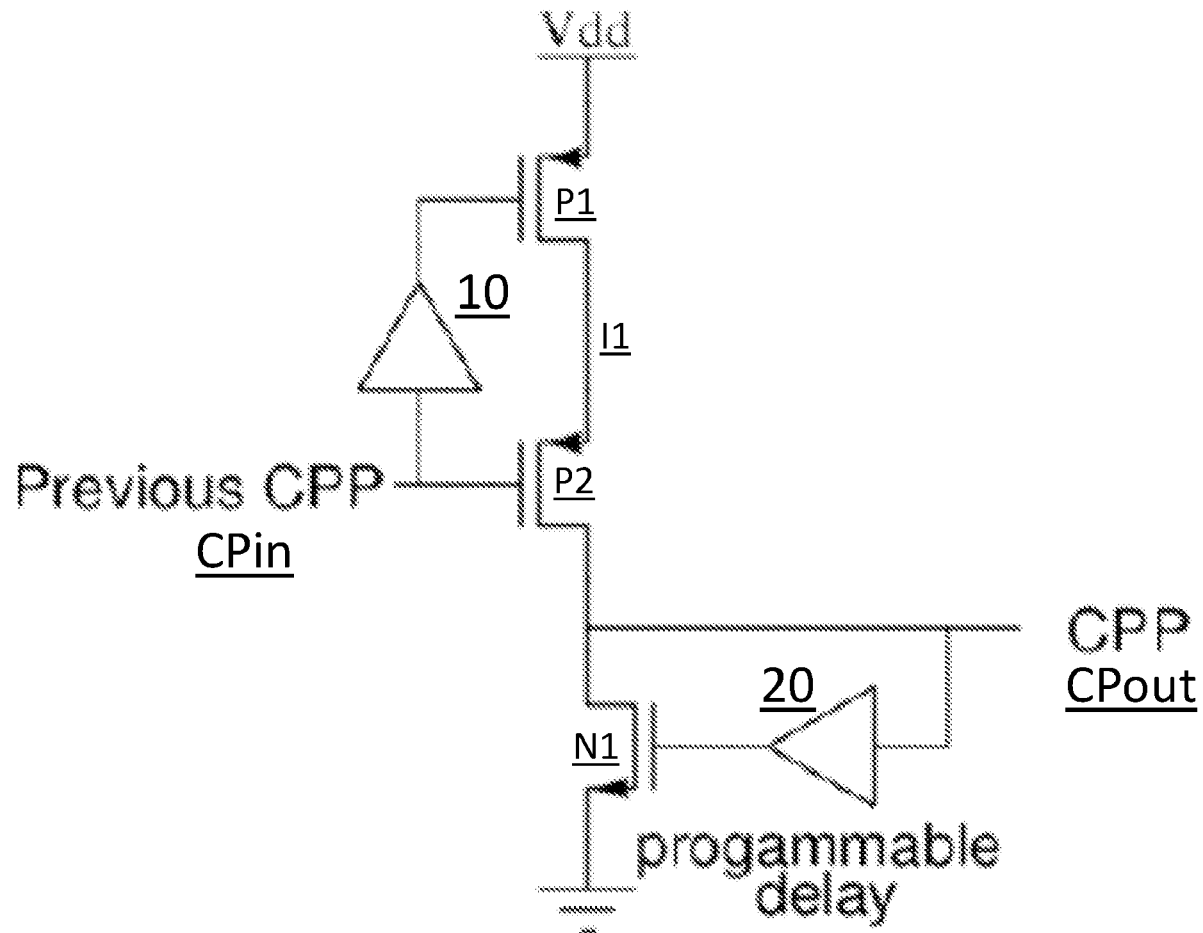 Vdd
P1
10
I1
Previous CPP
CPin
P2
CPP
CPout
20
N1
progammable
delay